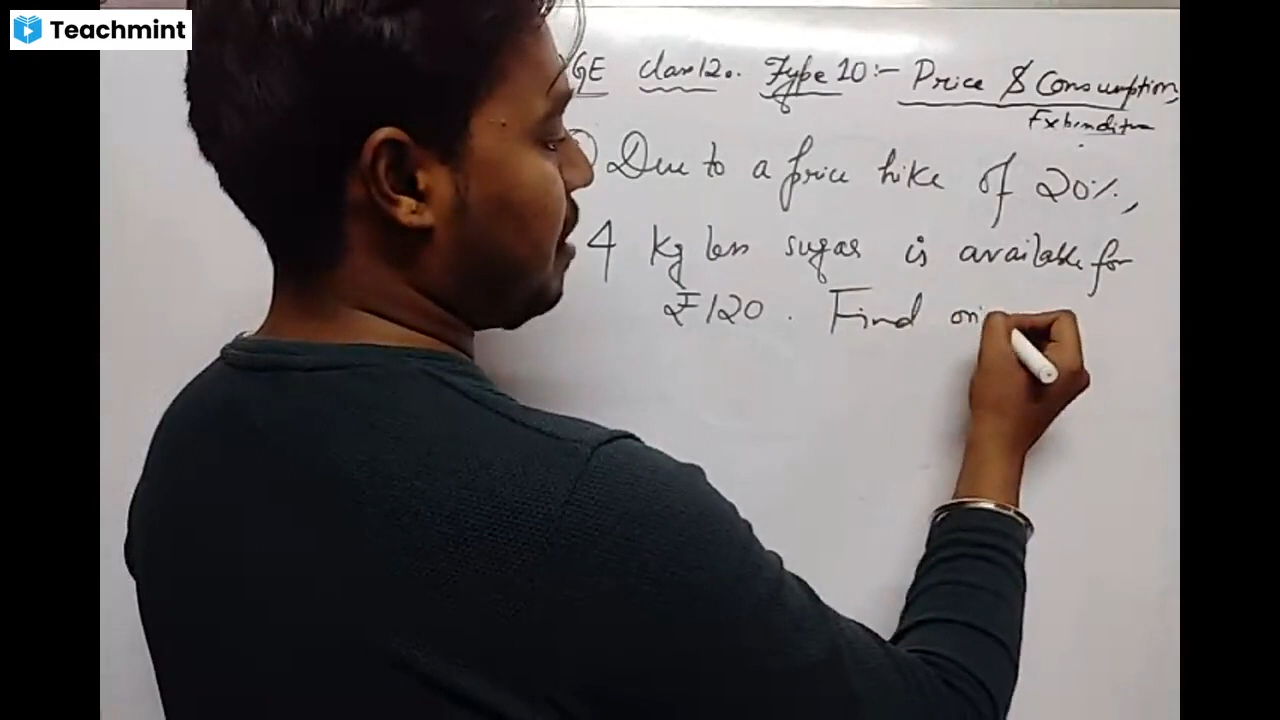 Teachmint
GE Class 12. Type 10:- Price & Consumption,
Expenditure
Due to a price hike of 20%,
4 kg less sugar is available for
₹120. Find ori